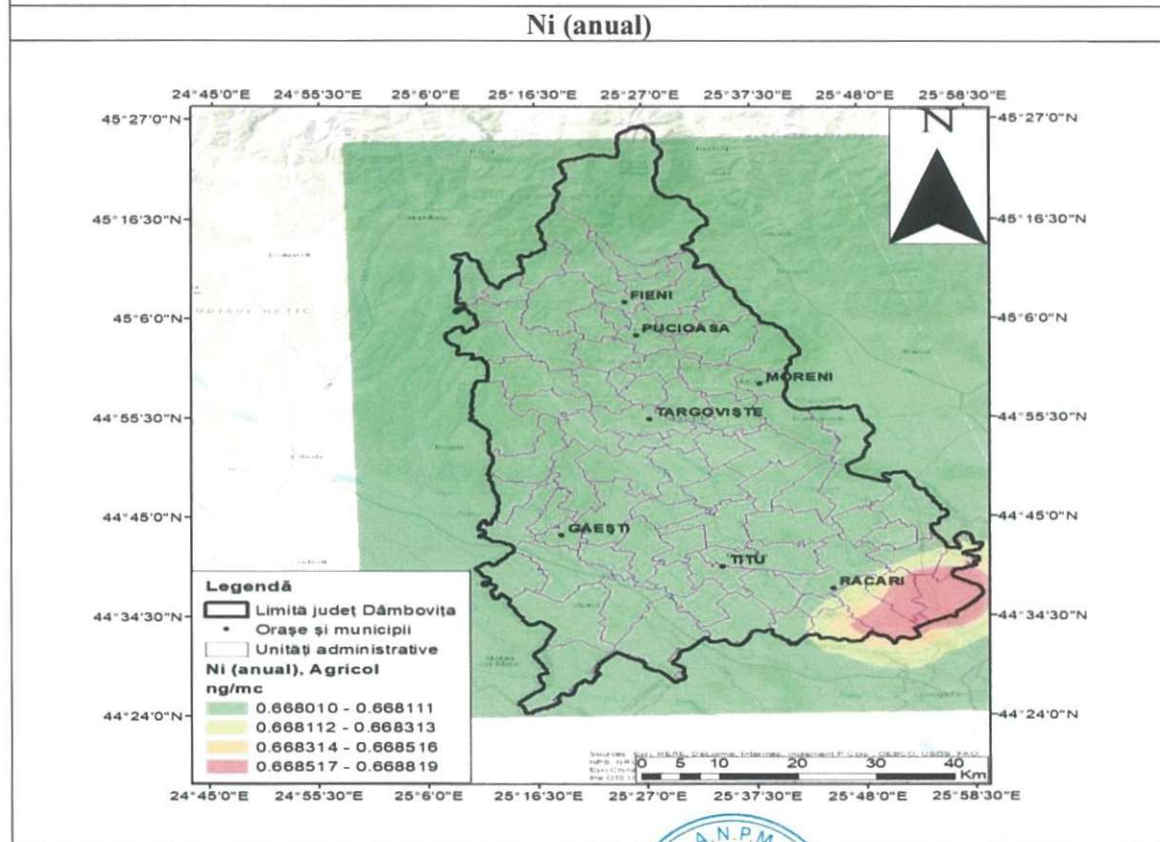 Ni (anual)
24°45'0"E 24°55'30"E 25°6'0"E 25°16'30"E 25°27'0"E 25°37'30"E 25°48'0"E 25°58'30"E
45°27'0"N 45°27'0"N
N
45°16'30"N 45°16'30"N
FIENI
45°6'0"N 45°6'0"N
PUCIOASA
MORENI
44°55'30"N TARGOVIȘTE 44°55'30"N
44°45'0"N 44°45'0"N
GAEȘTI
TITU
RACARI
44°34'30"N 44°34'30"N
Legendă
Limită județ Dâmbovița
Orașe și municipii
Unități administrative
Ni (anual), Agricol
ng/mc
0.668010 - 0.668111
0.668112 - 0.668313
0.668314 - 0.668516
0.668517 - 0.668819
44°24'0"N 44°24'0"N
0 5 10 20 30 40
Km
24°45'0"E 24°55'30"E 25°6'0"E 25°16'30"E 25°27'0"E 25°37'30"E 25°48'0"E 25°58'30"E
A.N.P.M